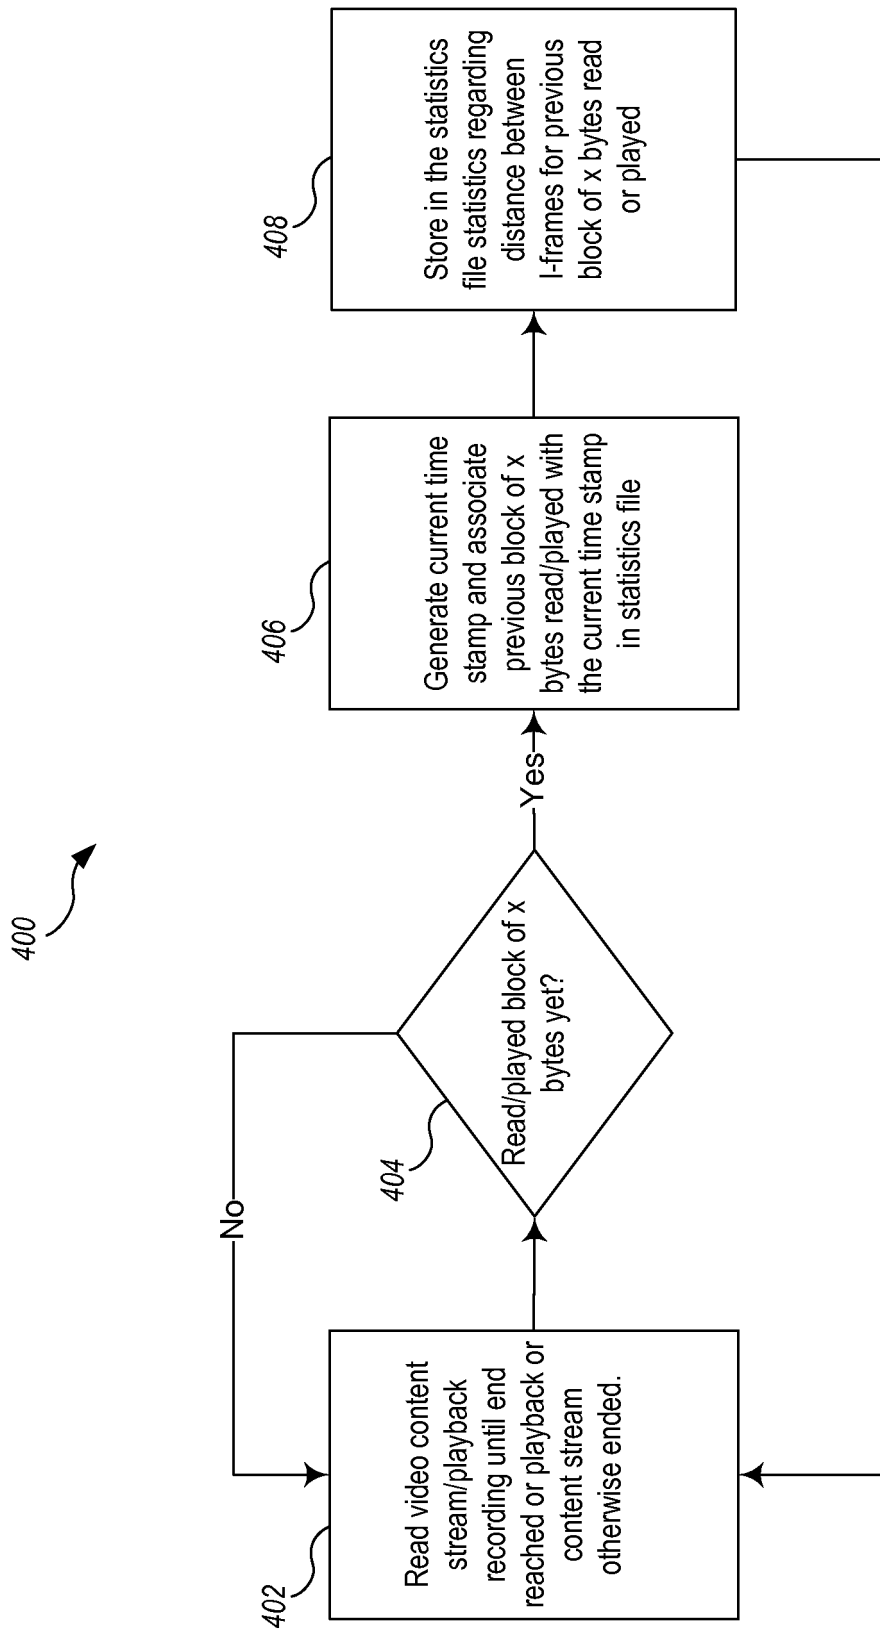 400
402
Read video content
stream/playback
recording until end
reached or playback or
content stream
otherwise ended.
No
404
Read/played block of x
bytes yet?
Yes
406
Generate current time
stamp and associate
previous block of x
bytes read/played with
the current time stamp
in statistics file
408
Store in the statistics
file statistics regarding
distance between
I-frames for previous
block of x bytes read
or played